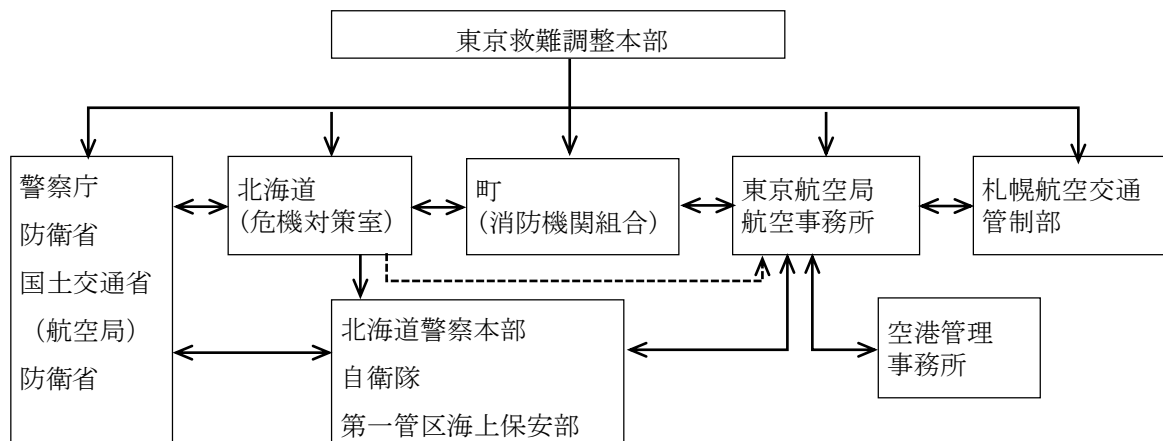 東京救難調整本部
警察庁
防衛省
国土交通省
（航空局）
防衛省
北海道
（危機対策室）
町
（消防機関組合）
東京航空局
航空事務所
札幌航空交通
管制部
北海道警察本部
自衛隊
第一管区海上保安部
空港管理
事務所